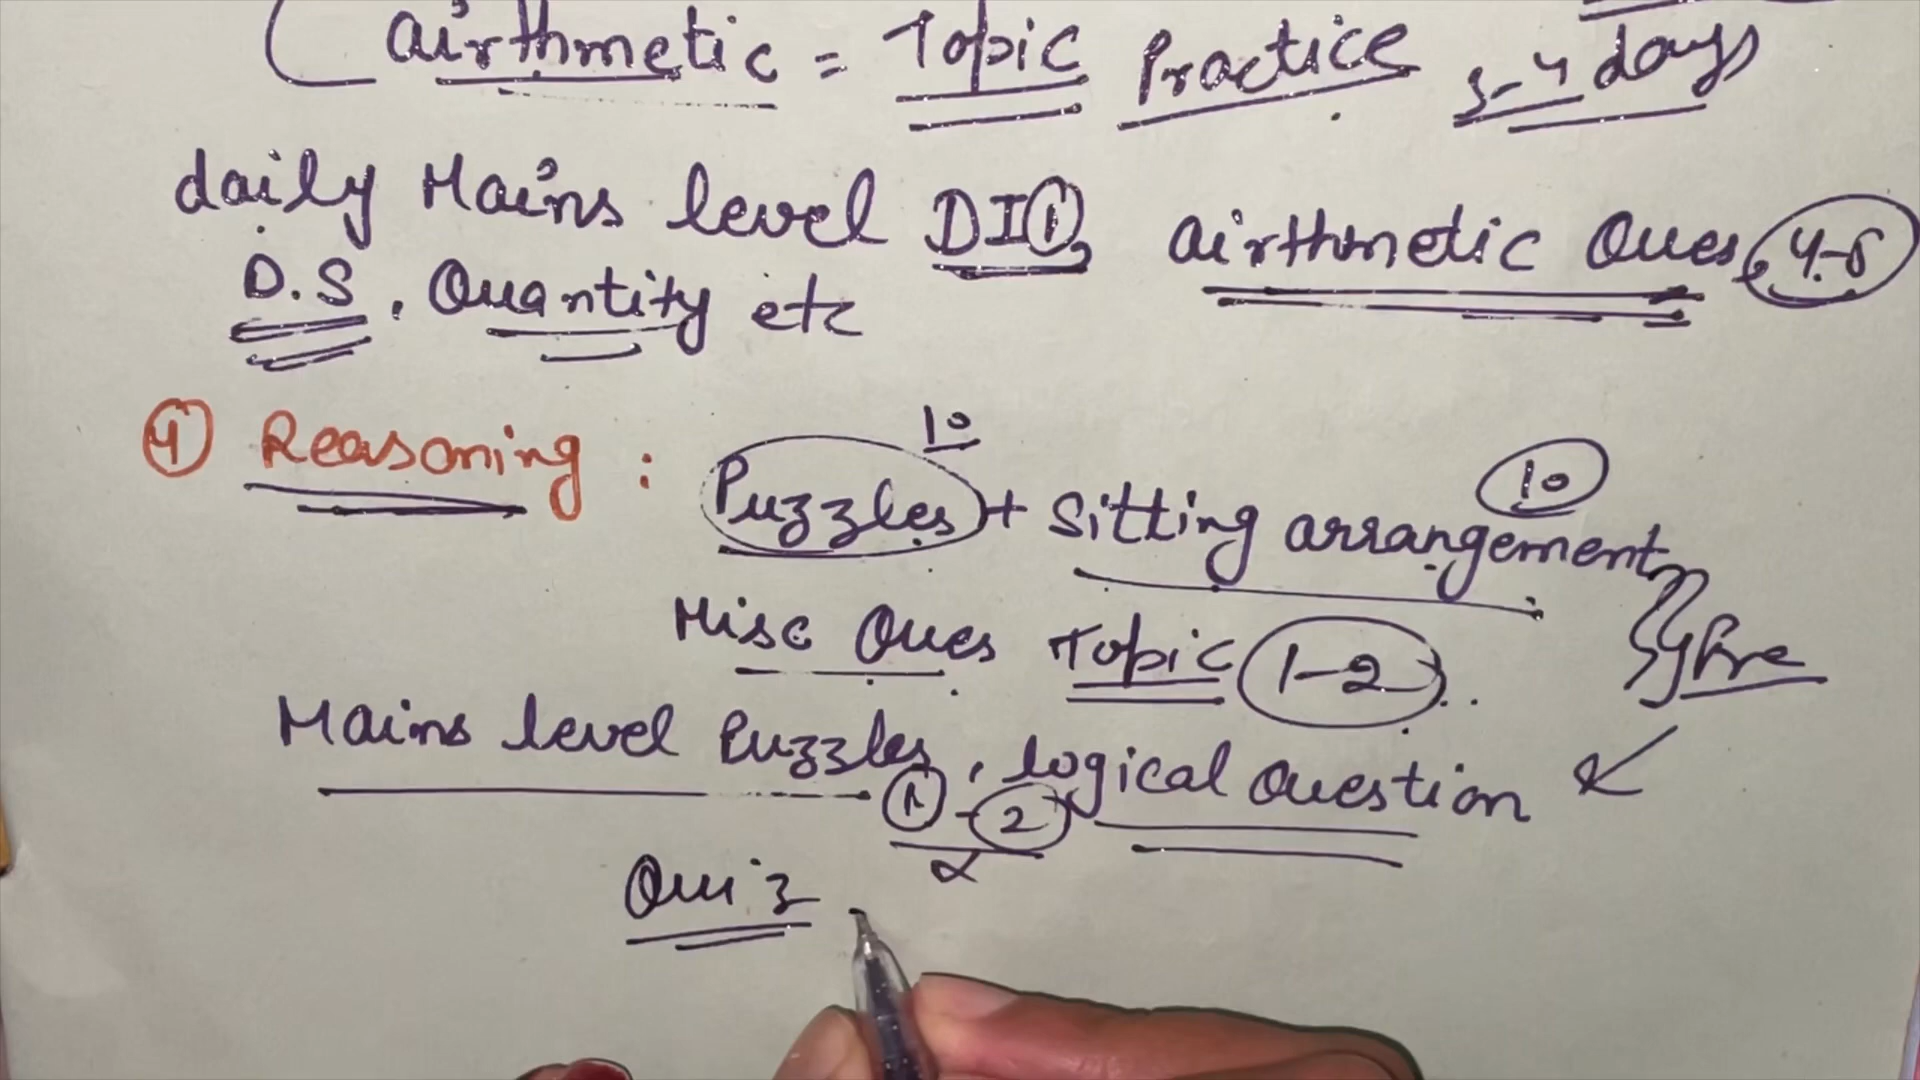 airthmetic = Topic Practice 3-4 days
daily Mains level DI ①, airthmetic Ques 4-5
D.S, Quantity etc
④ Reasoning : Puzzles 10 + Sitting arrangement 10
Misc Ques Topic 1-2 ..
Pre
Mains level Puzzles, logical Question
① - ②
Quiz